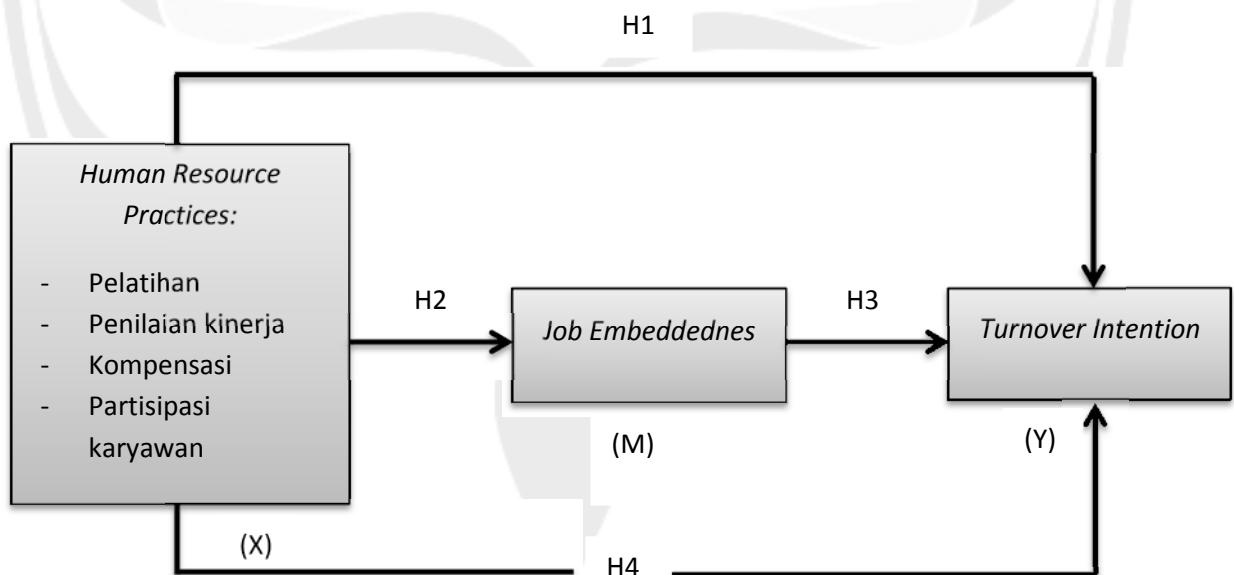 H1
Human Resource
Practices:
- Pelatihan
- Penilaian kinerja
- Kompensasi
- Partisipasi
karyawan
(X)
H2
Job Embeddednes
(M)
H3
Turnover Intention
(Y)
H4